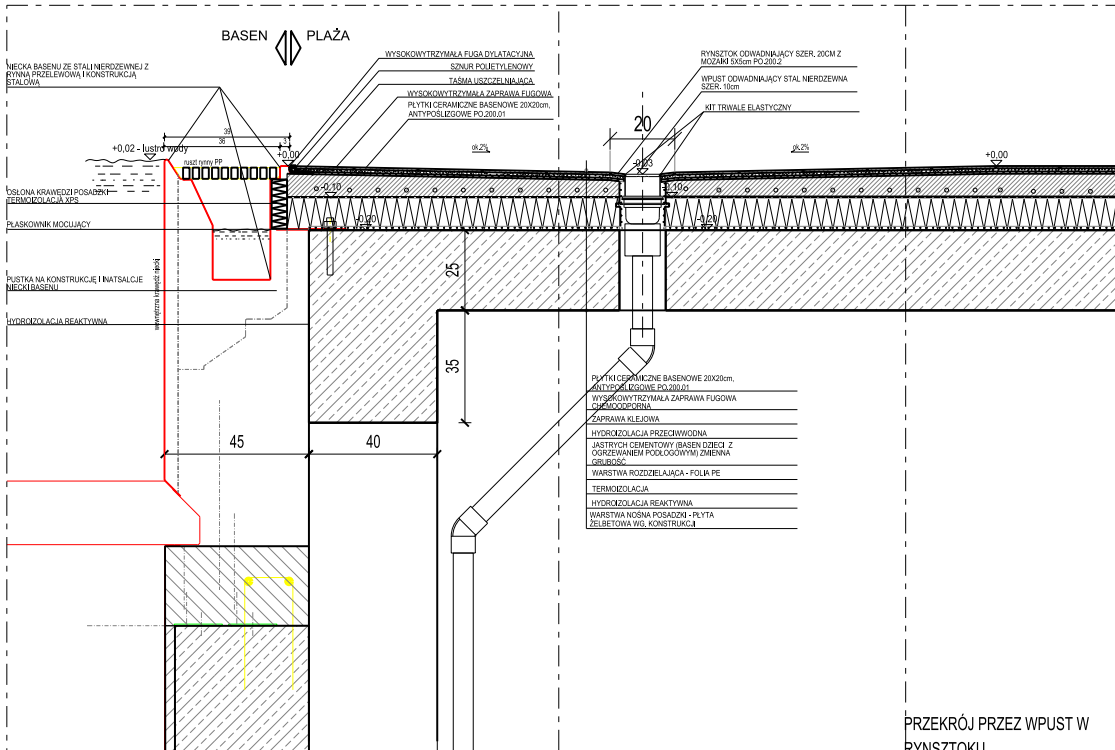 BASEN PLAŻA
NIECKA BASENU ZE STALI NIERDZEWNEJ Z
RYNNĄ PRZELEWOWĄ I KONSTRUKCJĄ
STALOWĄ
39
36
3
+0,02 - lustro wody
+0,00
ruszt rynny PP
OSŁONA KRAWĘDZI POSADZKI
TERMOIZOLACJA XPS
PŁASKOWNIK MOCUJĄCY
PUSTKA NA KONSTRUKCJĘ I INATSALCJE
NIECKI BASENU
HYDROIZOLACJA REAKTYWNA
wewnętrzna krawędź niecki
WYSOKOWYTRZYMAŁA FUGA DYLATACYJNA
SZNUR POLIETYLENOWY
TAŚMA USZCZELNIAJĄCA
WYSOKOWYTRZYMAŁA ZAPRAWA FUGOWA
PŁYTKI CERAMICZNE BASENOWE 20X20cm,
ANTYPOŚLIZGOWE PO.200.01
RYNSZTOK ODWADNIAJĄCY SZER. 20CM Z
MOZAIKI 5X5cm PO.200.2
WPUST ODWADNIAJĄCY STAL NIERDZEWNA
SZER. 10cm
KIT TRWALE ELASTYCZNY
20
ok.2%
ok.2%
-0,03
+0,00
-0,10
-0,10
-0,20
-0,20
25
35
45
40
PŁYTKI CERAMICZNE BASENOWE 20X20cm,
ANTYPOŚLIZGOWE PO.200.01
WYSOKOWYTRZYMAŁA ZAPRAWA FUGOWA
CHEMOODPORNA
ZAPRAWA KLEJOWA
HYDROIZOLACJA PRZECIWWODNA
JASTRYCH CEMENTOWY (BASEN DZIECI Z
OGRZEWANIEM PODŁOGOWYM) ZMIENNA
GRUBOŚĆ
WARSTWA ROZDZIELAJĄCA - FOLIA PE
TERMOIZOLACJA
HYDROIZOLACJA REAKTYWNA
WARSTWA NOŚNA POSADZKI - PŁYTA
ŻELBETOWA WG. KONSTRUKCJI
PRZEKRÓJ PRZEZ WPUST W
RYNSZTOKU